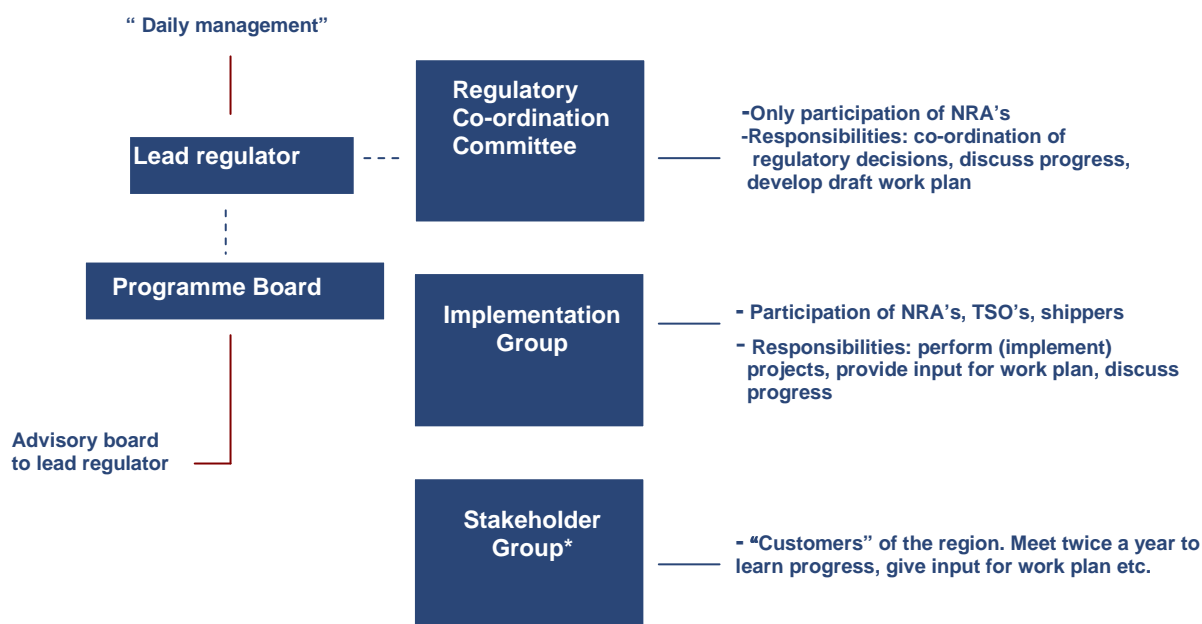 “ Daily management”
Lead regulator
Programme Board
Advisory board
to lead regulator
Regulatory
Co-ordination
Committee
-Only participation of NRA's
-Responsibilities: co-ordination of
regulatory decisions, discuss progress,
develop draft work plan
Implementation
Group
- Participation of NRA's, TSO's, shippers
- Responsibilities: perform (implement)
projects, provide input for work plan, discuss
progress
Stakeholder
Group*
- “Customers” of the region. Meet twice a year to
learn progress, give input for work plan etc.